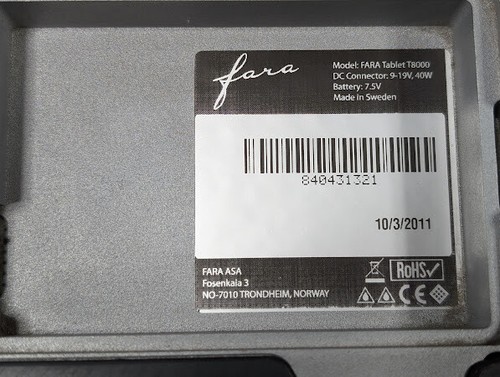 fara
Model: FARA Tablet T8000
DC Connector: 9-19V, 40W
Battery: 7.5V
Made in Sweden
840431321
10/3/2011
FARA ASA
Fosenkaia 3
NO-7010 TRONDHEIM, NORWAY
RoHS✓
CE